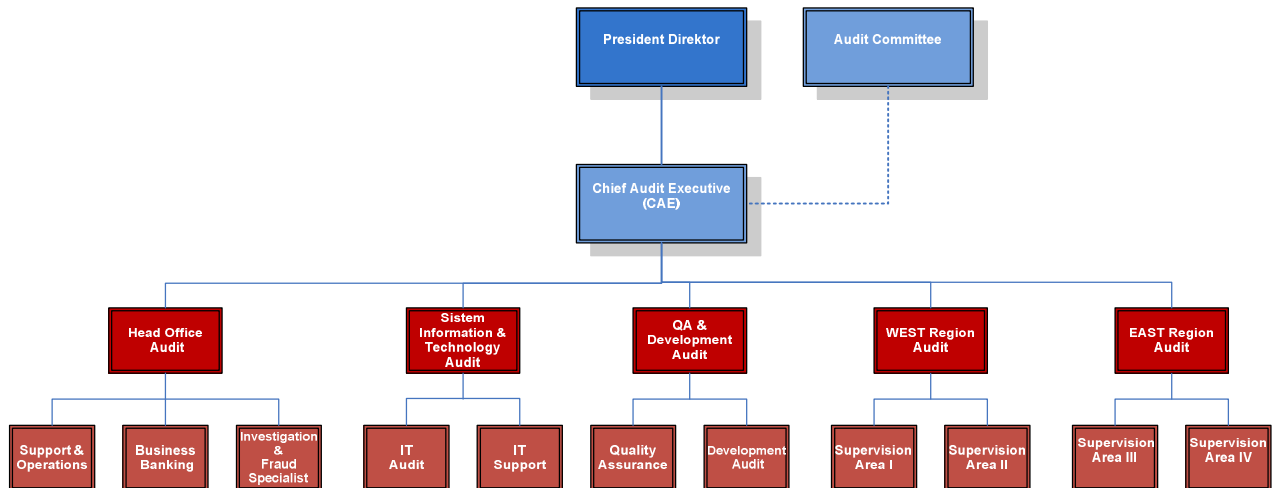 President Direktor
Audit Committee
Chief Audit Executive
(CAE)
Head Office
Audit
Sistem
Information &
Technology
Audit
QA &
Development
Audit
WEST Region
Audit
EAST Region
Audit
Support &
Operations
Business
Banking
Investigation
&
Fraud
Specialist
IT
Audit
IT
Support
Quality
Assurance
Development
Audit
Supervision
Area I
Supervision
Area II
Supervision
Area III
Supervision
Area IV